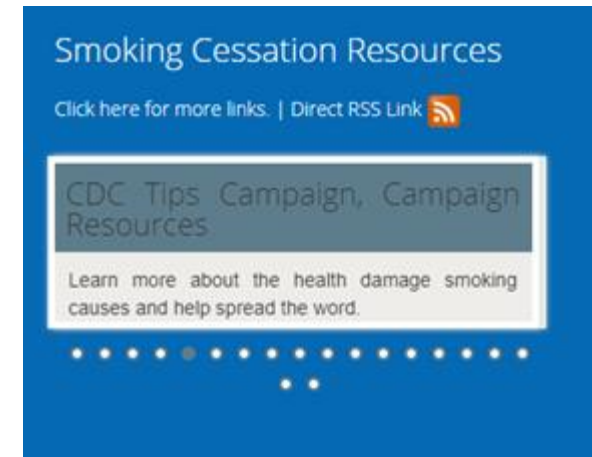 Smoking Cessation Resources
Click here for more links. | Direct RSS Link
CDC Tips Campaign, Campaign
Resources
Learn more about the health damage smoking
causes and help spread the word.